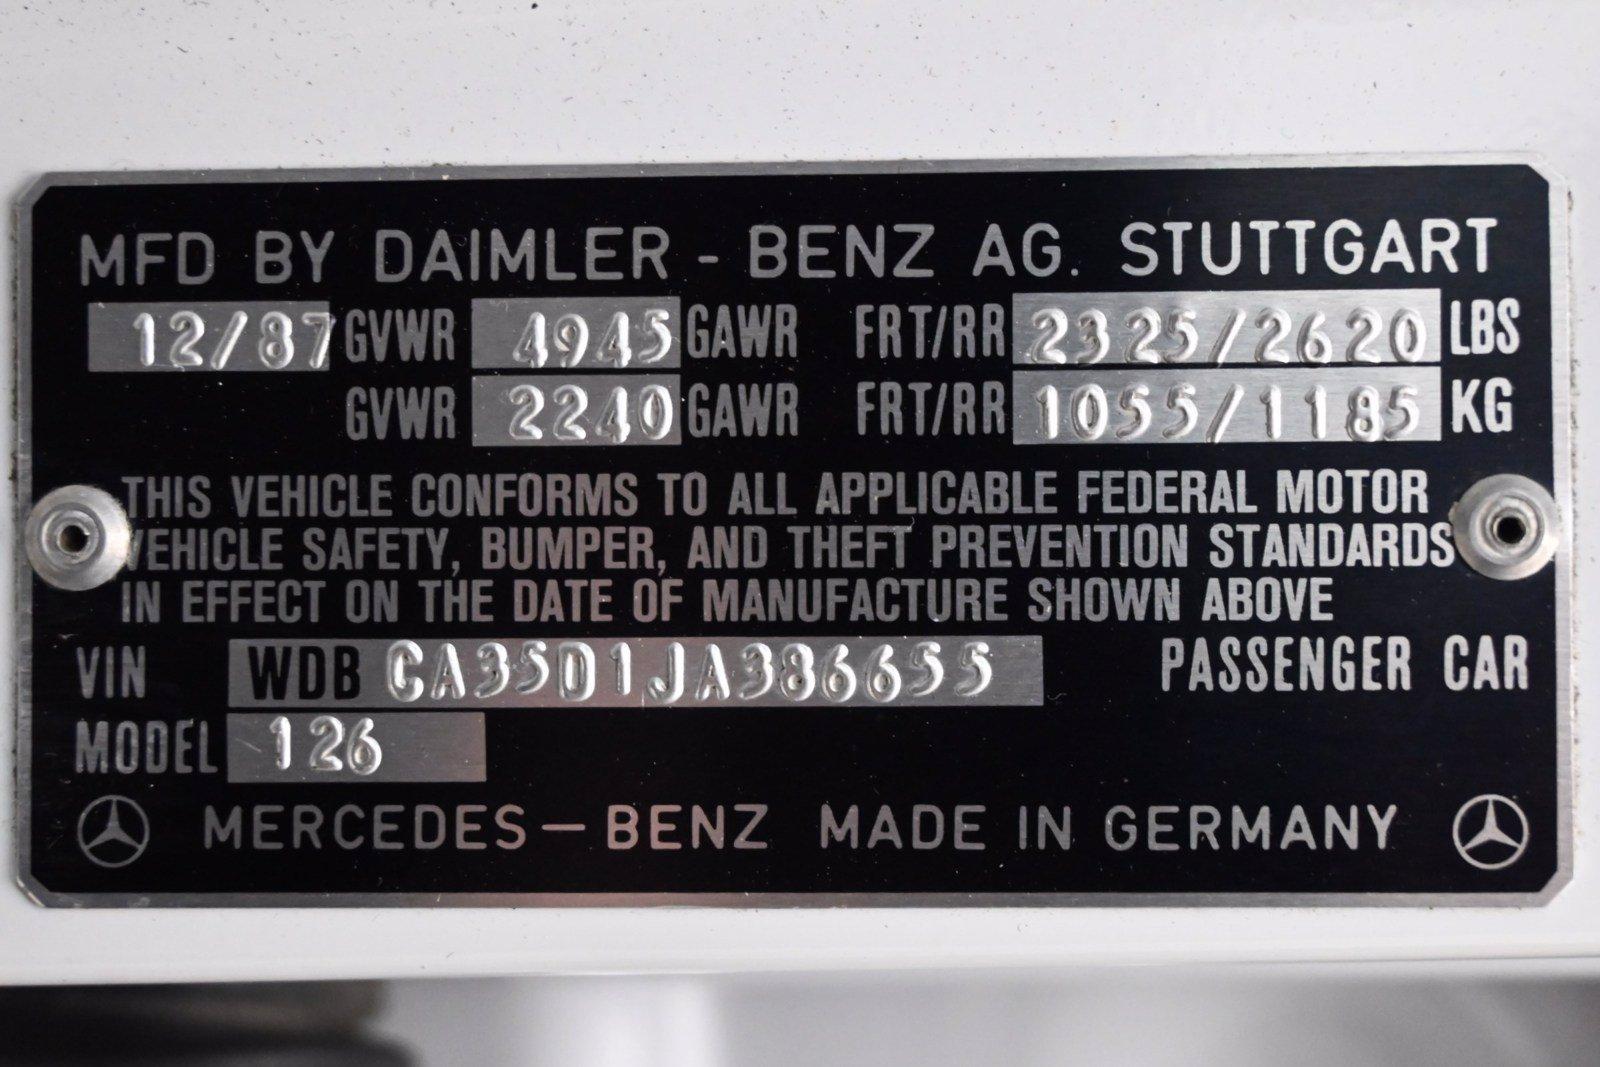 MFD BY DAIMLER - BENZ AG. STUTTGART
12/87 GVWR 4945 GAWR FRT/RR 2325/2620 LBS
GVWR 2240 GAWR FRT/RR 1055/1185 KG
THIS VEHICLE CONFORMS TO ALL APPLICABLE FEDERAL MOTOR
VEHICLE SAFETY, BUMPER, AND THEFT PREVENTION STANDARDS
IN EFFECT ON THE DATE OF MANUFACTURE SHOWN ABOVE
VIN WDB CA35D1JA386655 PASSENGER CAR
MODEL 126
MERCEDES-BENZ MADE IN GERMANY